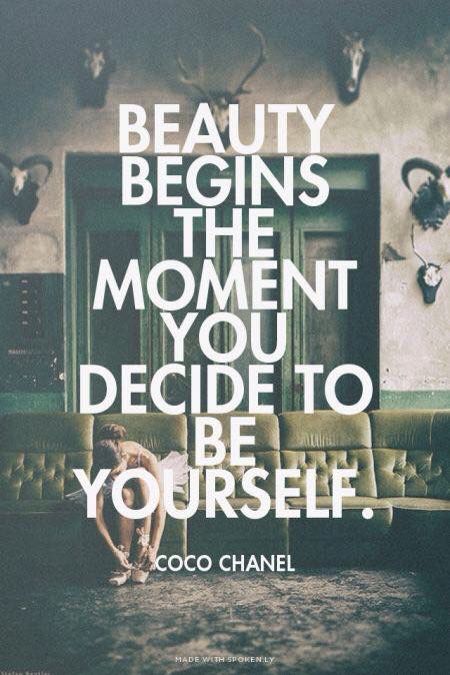 BEAUTY
BEGINS
THE
MOMENT
YOU
DECIDE TO
BE
YOURSELF.
COCO CHANEL
MADE WITH SPOKEN.LY